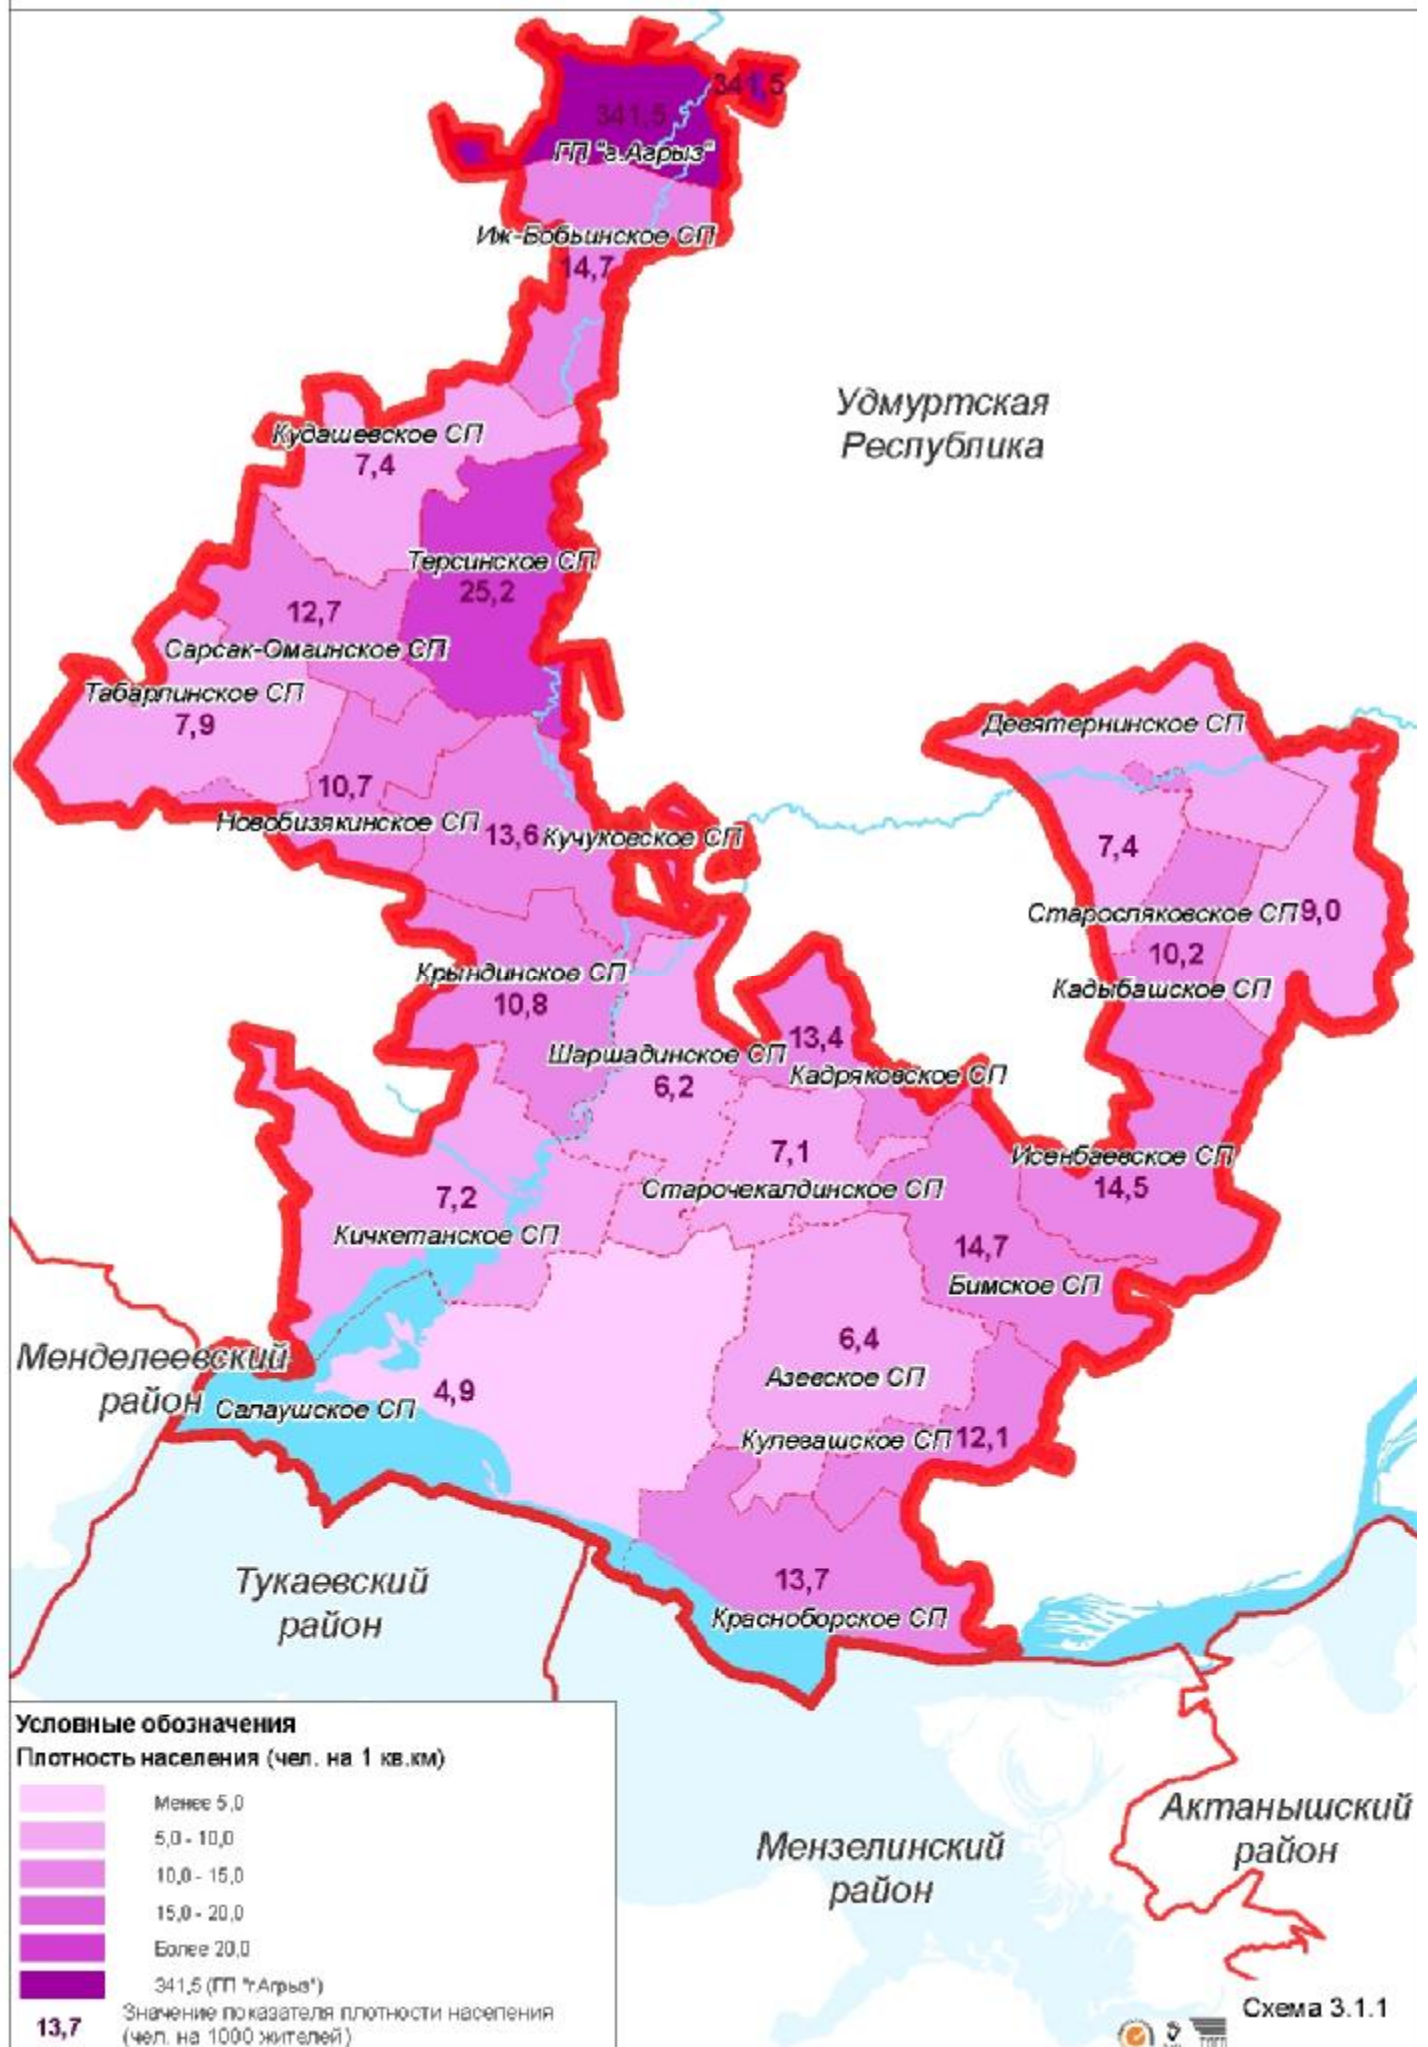 341,5
341,5
ГП "г.Агрыз"
Иж-Бобьинское СП
14,7
Удмуртская
Республика
Кудашевское СП
7,4
Терсинское СП
25,2
12,7
Сарсак-Омгинское СП
Табарлинское СП
7,9
Девятернинское СП
10,7
Новобизякинское СП
13,6 Кучуковское СП
7,4
Старосляковское СП 9,0
10,2
Кадыбашское СП
Крындинское СП
10,8
13,4
Шаршадинское СП
6,2
Кадряковское СП
7,1
Исенбаевское СП
14,5
Старочекалдинское СП
7,2
Кичкетанское СП
14,7
Бимское СП
Менделеевский
район
6,4
Азевское СП
4,9
Салаушское СП
Кулегашское СП 12,1
Тукаевский
район
13,7
Красноборское СП
Условные обозначения
Плотность населения (чел. на 1 кв.км)
Менее 5,0
5,0 - 10,0
10,0 - 15,0
15,0 - 20,0
Более 20,0
341,5 (ГП "г.Агрыз")
13,7 Значение показателя плотности населения
(чел. на 1000 жителей)
Мензелинский
район
Актанышский
район
Схема 3.1.1